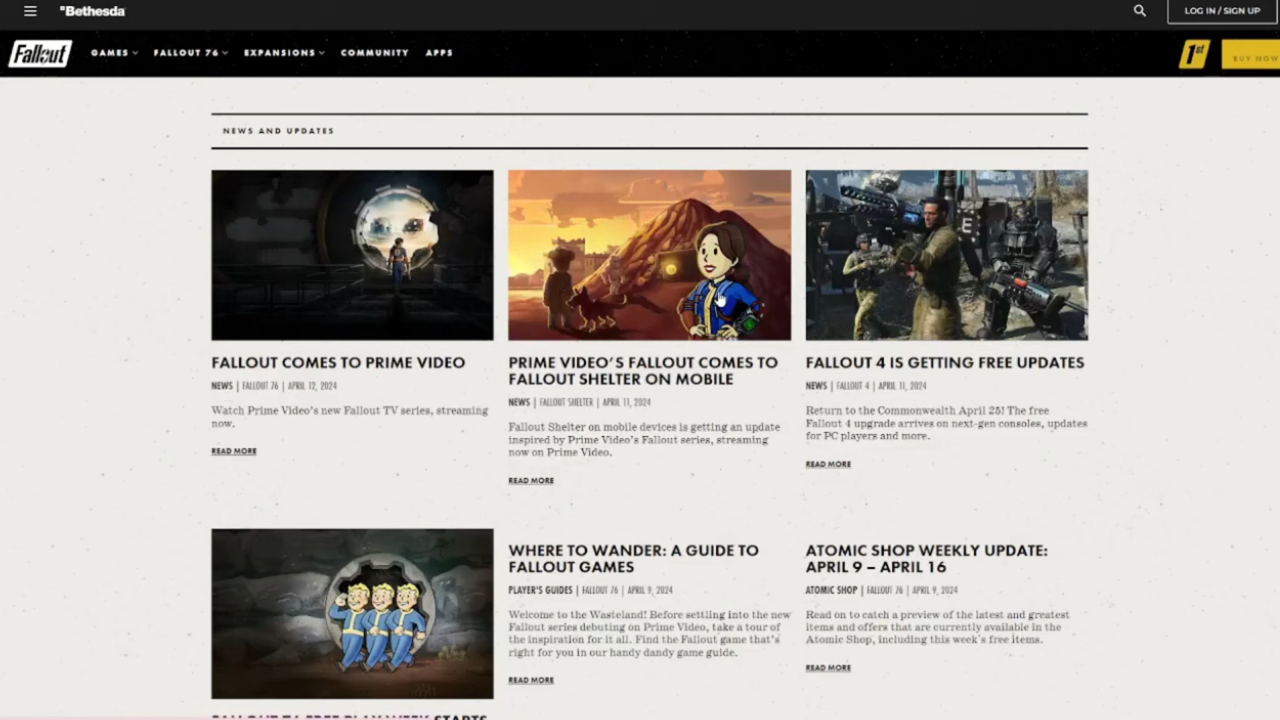 Bethesda
LOG IN / SIGN UP
Fallout
GAMES
FALLOUT 76
EXPANSIONS
COMMUNITY
APPS
1st
BUY NOW
NEWS AND UPDATES
FALLOUT COMES TO PRIME VIDEO
NEWS | FALLOUT 76 | APRIL 12, 2024
Watch Prime Video's new Fallout TV series, streaming
now.
READ MORE
PRIME VIDEO'S FALLOUT COMES TO
FALLOUT SHELTER ON MOBILE
NEWS | FALLOUT SHELTER | APRIL 11, 2024
Fallout Shelter on mobile devices is getting an update
inspired by Prime Video's Fallout series, streaming
now on Prime Video.
READ MORE
FALLOUT 4 IS GETTING FREE UPDATES
NEWS | FALLOUT 4 | APRIL 11, 2024
Return to the Commonwealth April 25! The free
Fallout 4 upgrade arrives on next-gen consoles, updates
for PC players and more.
READ MORE
FALLOUT 76 FREE PLAY WEEK STARTS
WHERE TO WANDER: A GUIDE TO
FALLOUT GAMES
PLAYER'S GUIDES | FALLOUT 76 | APRIL 9, 2024
Welcome to the Wasteland! Before settling into the new
Fallout series debuting on Prime Video, take a tour of
the inspiration for it all. Find the Fallout game that's
right for you in our handy dandy game guide.
READ MORE
ATOMIC SHOP WEEKLY UPDATE:
APRIL 9 – APRIL 16
ATOMIC SHOP | FALLOUT 76 | APRIL 9, 2024
Read on to catch a preview of the latest and greatest
items and offers that are currently available in the
Atomic Shop, including this week's free items.
READ MORE